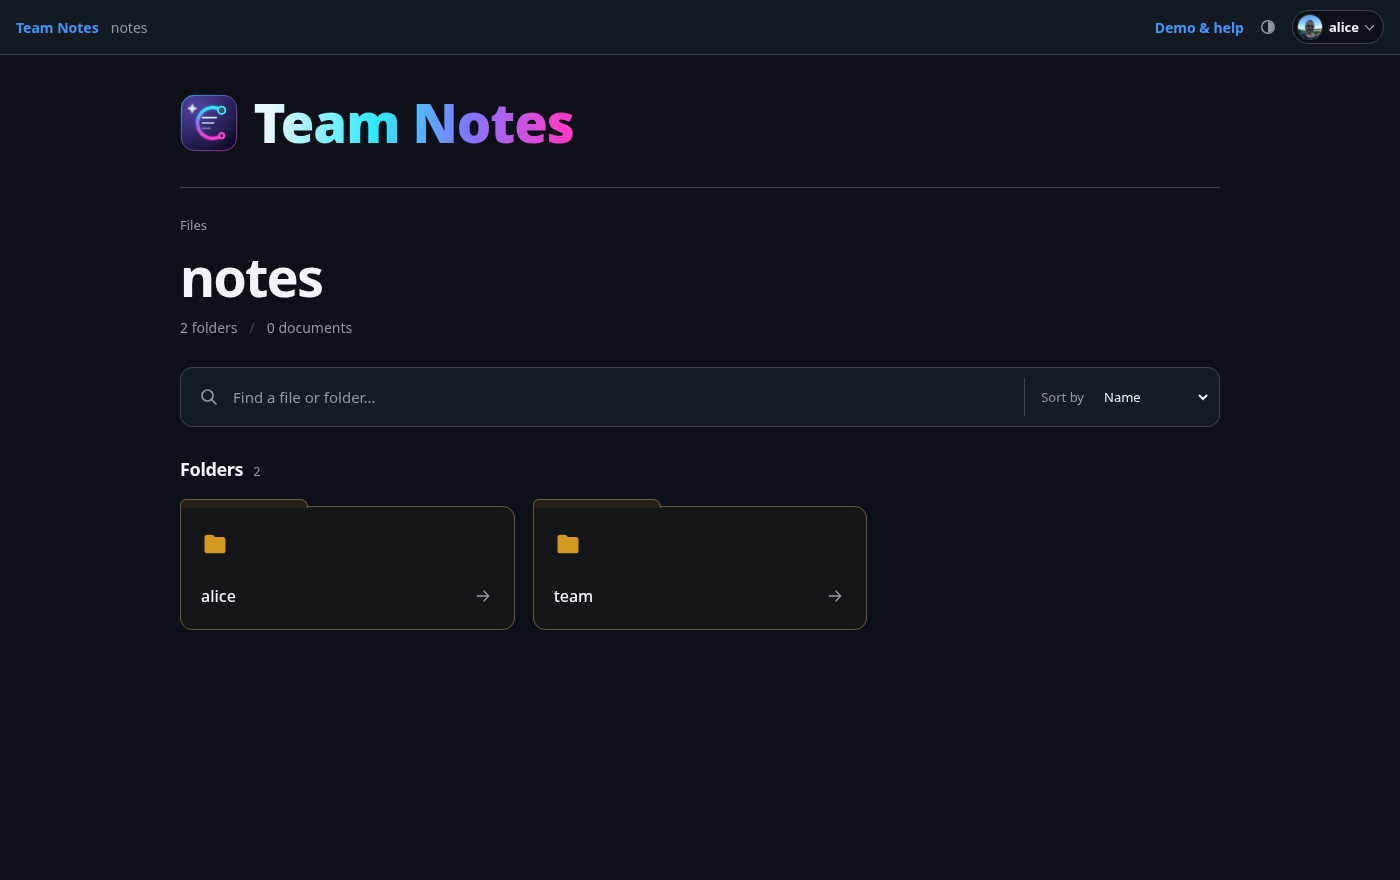 Team Notes notes Demo & help alice
Team Notes
Files
notes
2 folders / 0 documents
Find a file or folder... Sort by Name
Folders 2
alice
team